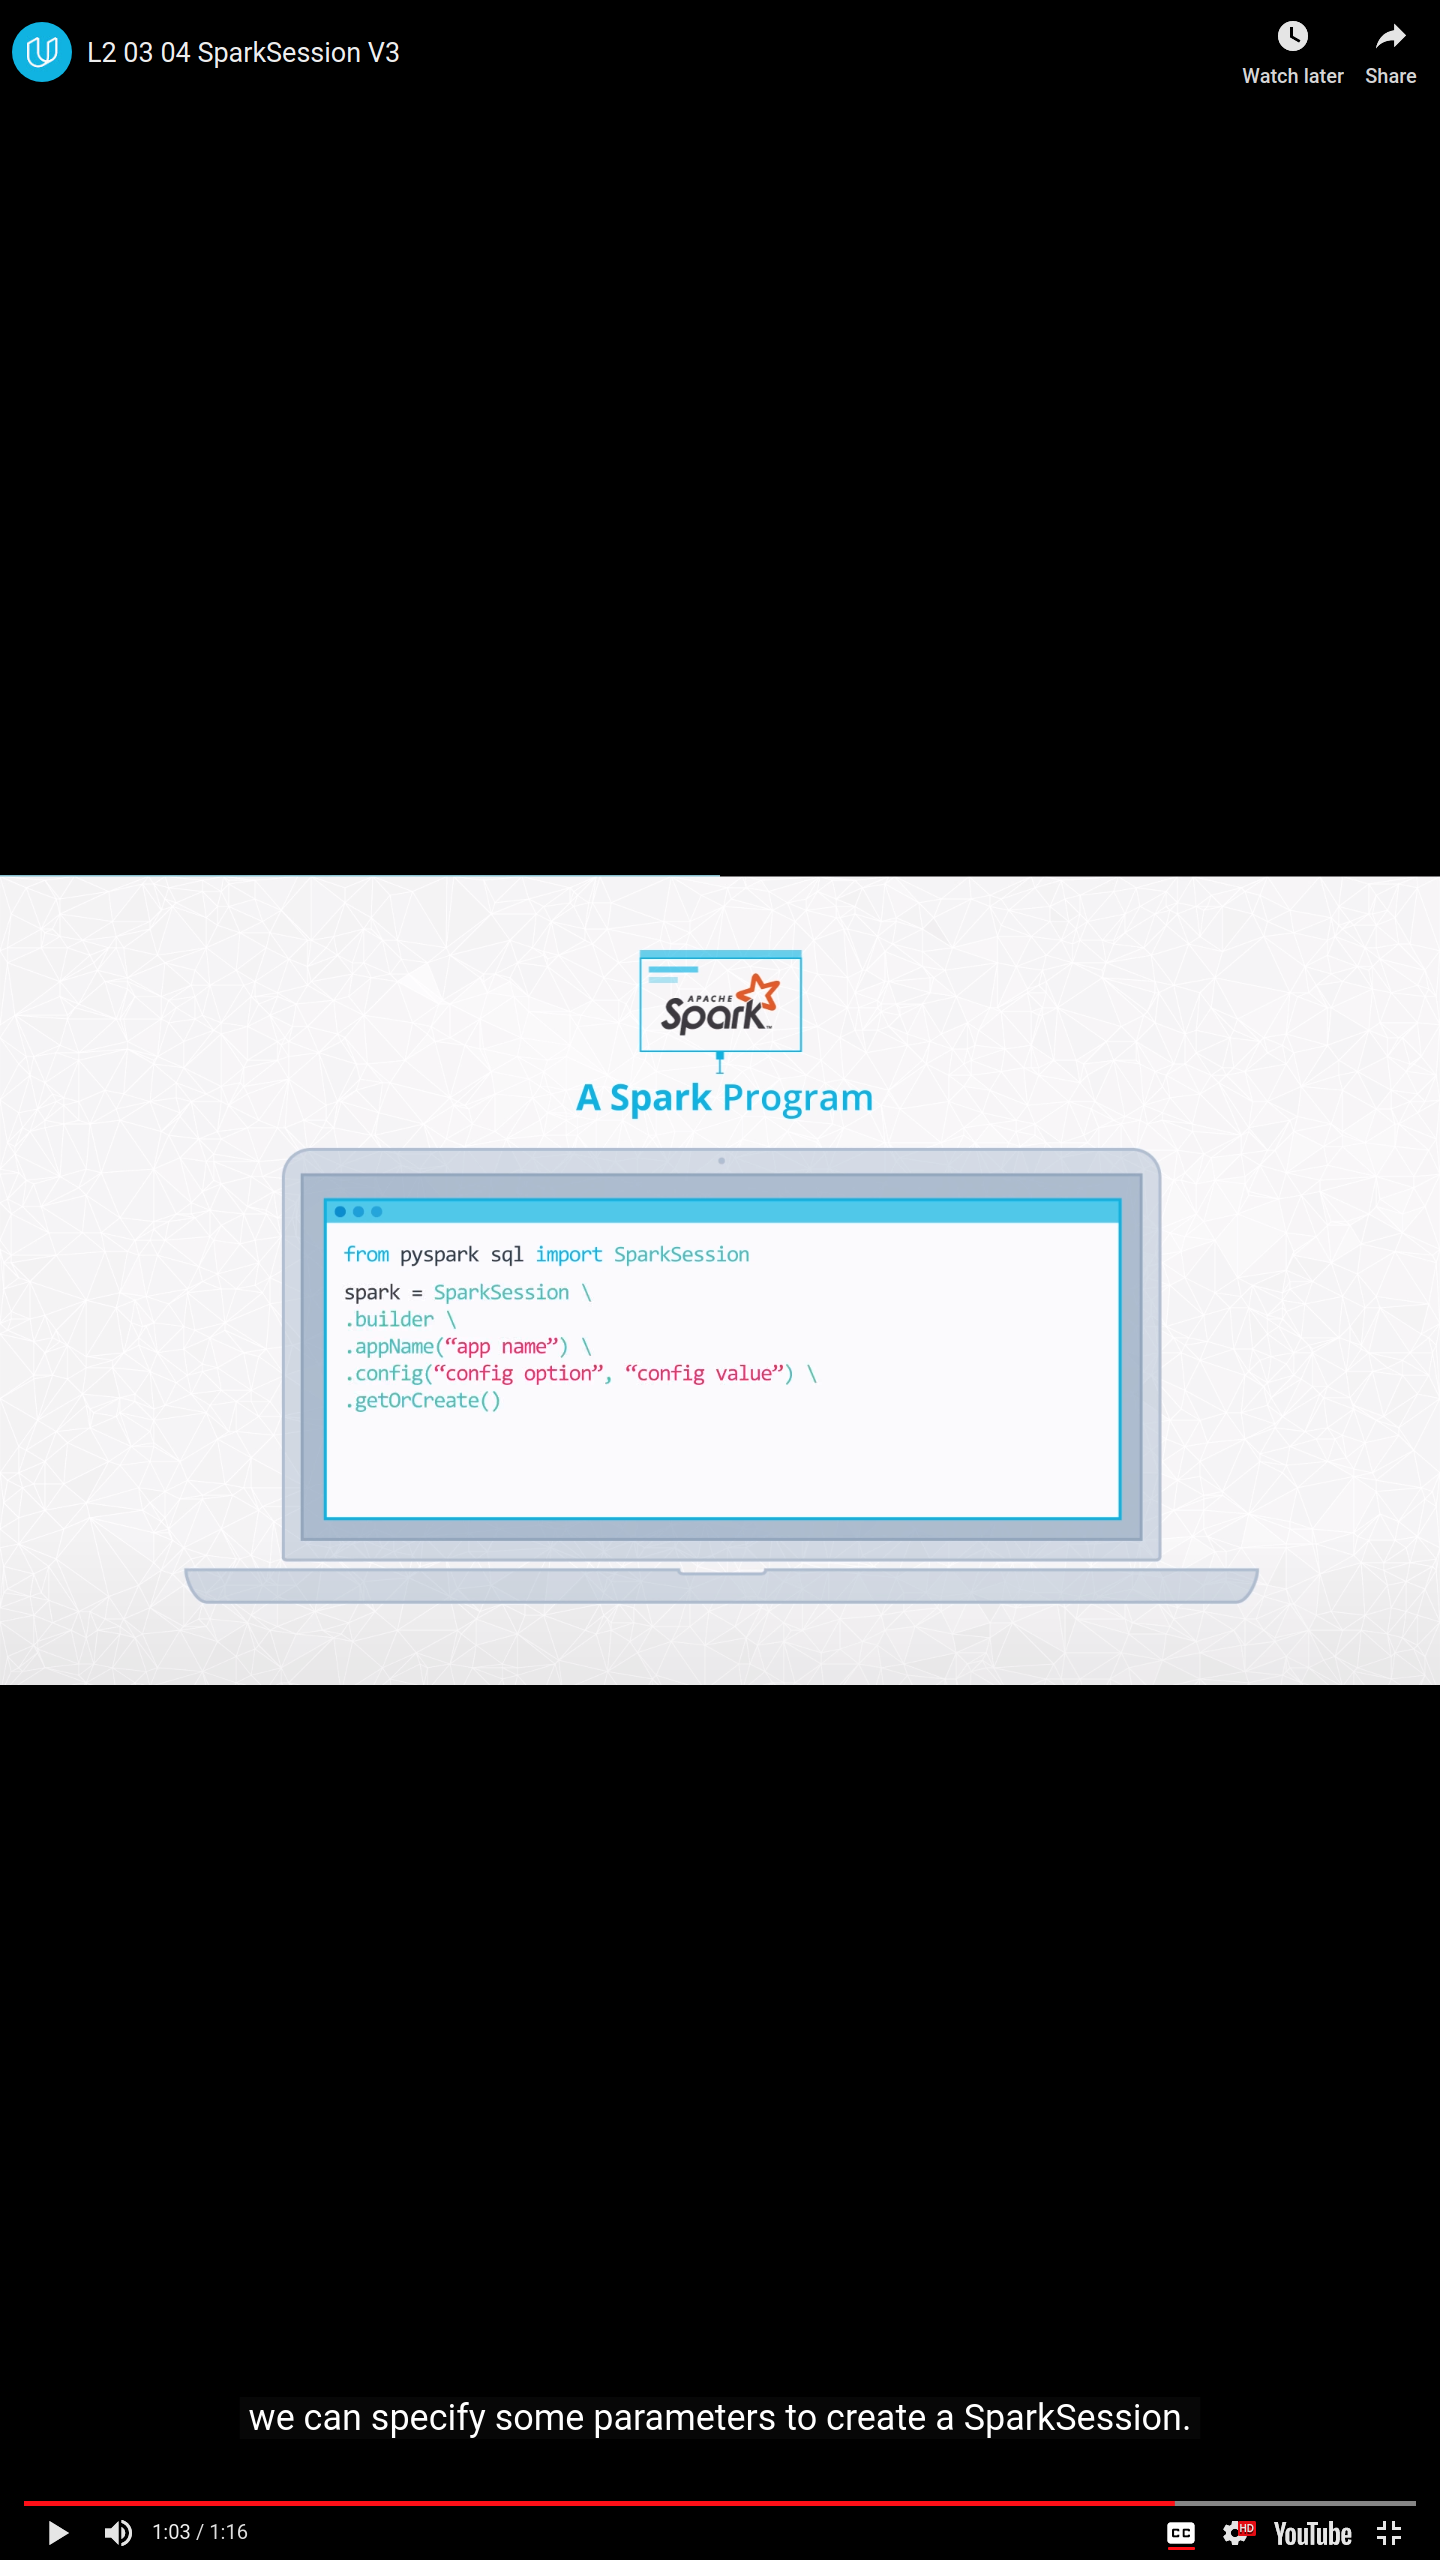 L2 03 04 SparkSession V3
Watch later
Share
APACHE
Spark™
A Spark Program
from pyspark sql import SparkSession
spark = SparkSession \
.builder \
.appName(“app name”) \
.config(“config option”, “config value”) \
.getOrCreate()
we can specify some parameters to create a SparkSession.
1:03 / 1:16
CC
HD
YouTube